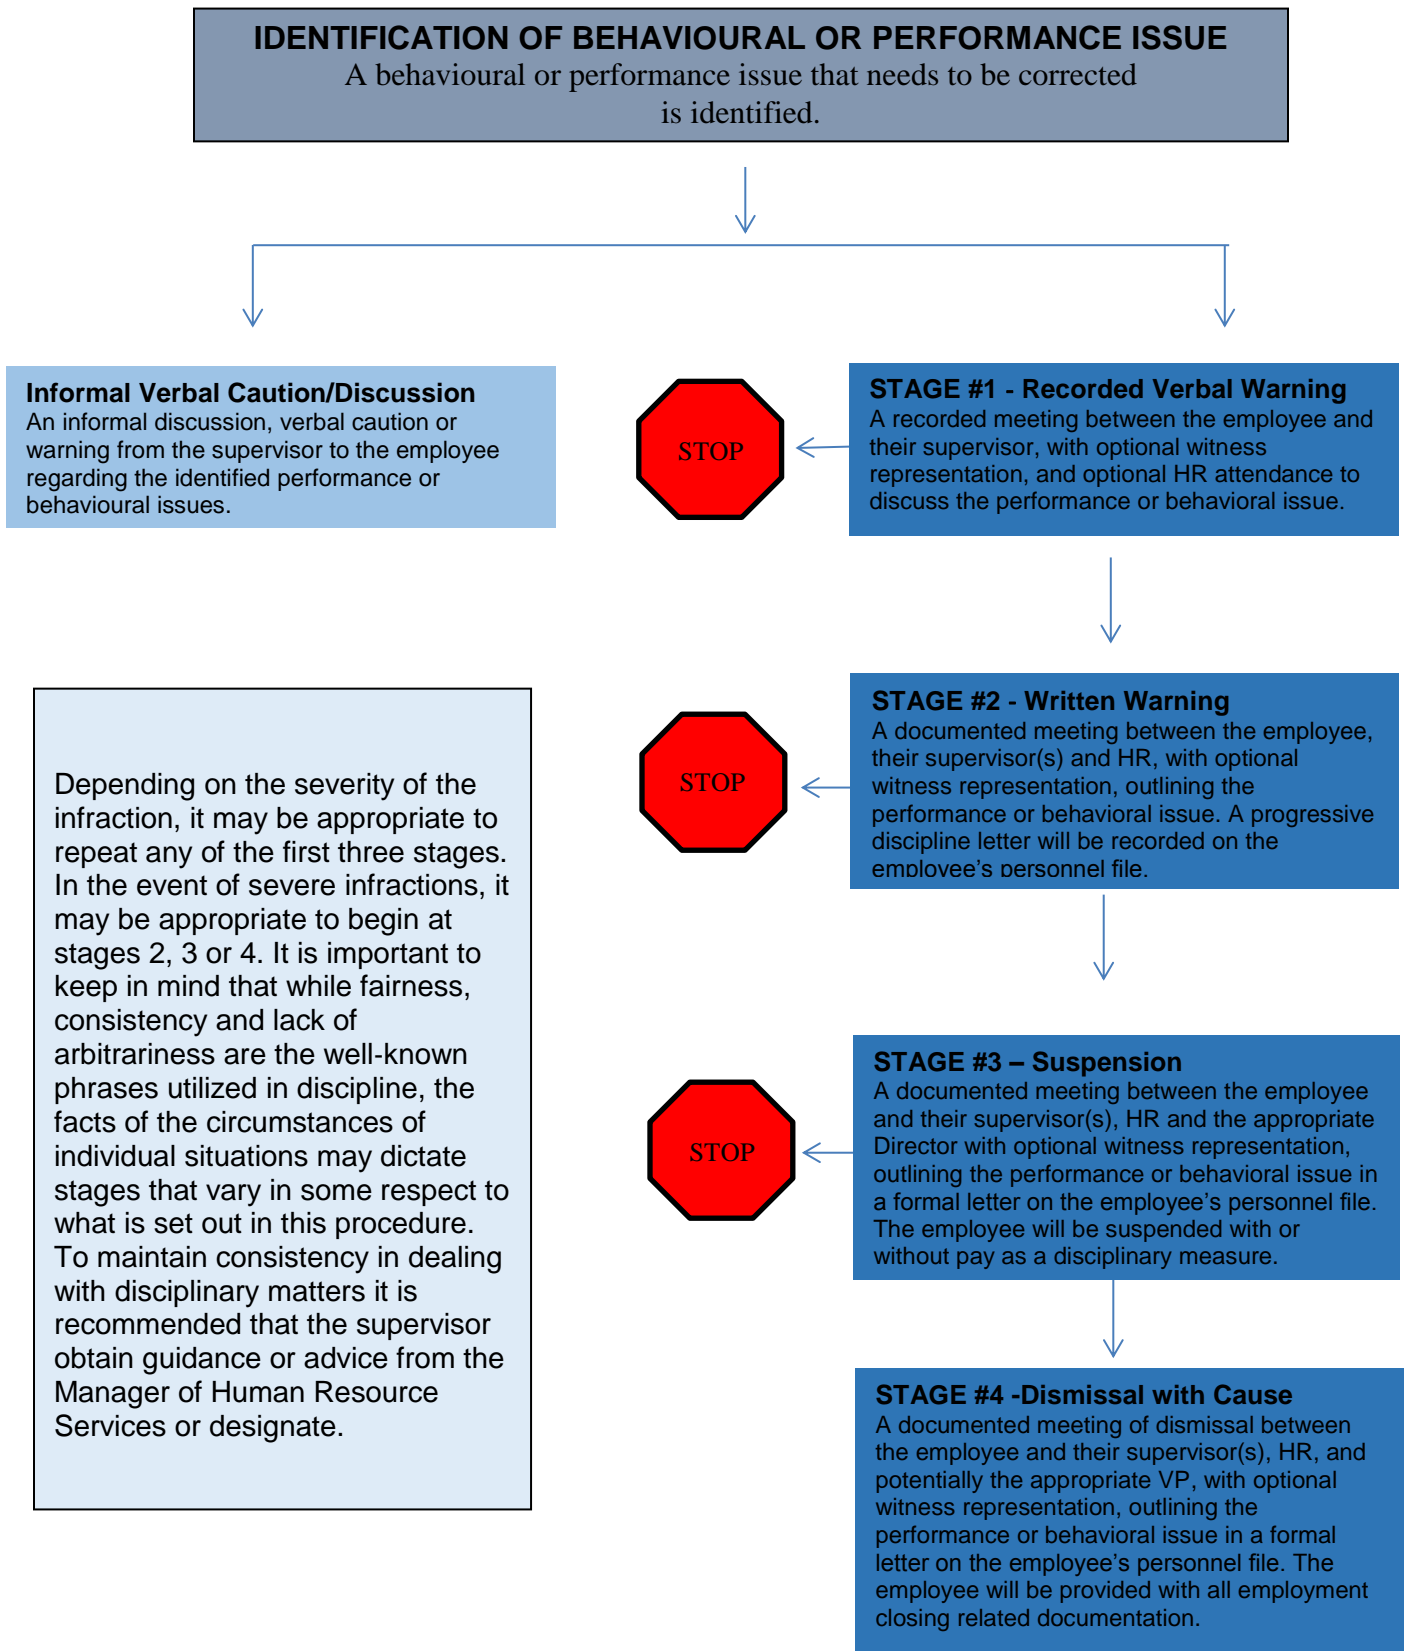 IDENTIFICATION OF BEHAVIOURAL OR PERFORMANCE ISSUE
A behavioural or performance issue that needs to be corrected
is identified.
Informal Verbal Caution/Discussion
An informal discussion, verbal caution or
warning from the supervisor to the employee
regarding the identified performance or
behavioural issues.
STOP
STAGE #1 - Recorded Verbal Warning
A recorded meeting between the employee and
their supervisor, with optional witness
representation, and optional HR attendance to
discuss the performance or behavioral issue.
STOP
STAGE #2 - Written Warning
A documented meeting between the employee,
their supervisor(s) and HR, with optional
witness representation, outlining the
performance or behavioral issue. A progressive
discipline letter will be recorded on the
employee's personnel file.
Depending on the severity of the
infraction, it may be appropriate to
repeat any of the first three stages.
In the event of severe infractions, it
may be appropriate to begin at
stages 2, 3 or 4. It is important to
keep in mind that while fairness,
consistency and lack of
arbitrariness are the well-known
phrases utilized in discipline, the
facts of the circumstances of
individual situations may dictate
stages that vary in some respect to
what is set out in this procedure.
To maintain consistency in dealing
with disciplinary matters it is
recommended that the supervisor
obtain guidance or advice from the
Manager of Human Resource
Services or designate.
STOP
STAGE #3 – Suspension
A documented meeting between the employee
and their supervisor(s), HR and the appropriate
Director with optional witness representation,
outlining the performance or behavioral issue in
a formal letter on the employee's personnel file.
The employee will be suspended with or
without pay as a disciplinary measure.
STAGE #4 -Dismissal with Cause
A documented meeting of dismissal between
the employee and their supervisor(s), HR, and
potentially the appropriate VP, with optional
witness representation, outlining the
performance or behavioral issue in a formal
letter on the employee's personnel file. The
employee will be provided with all employment
closing related documentation.